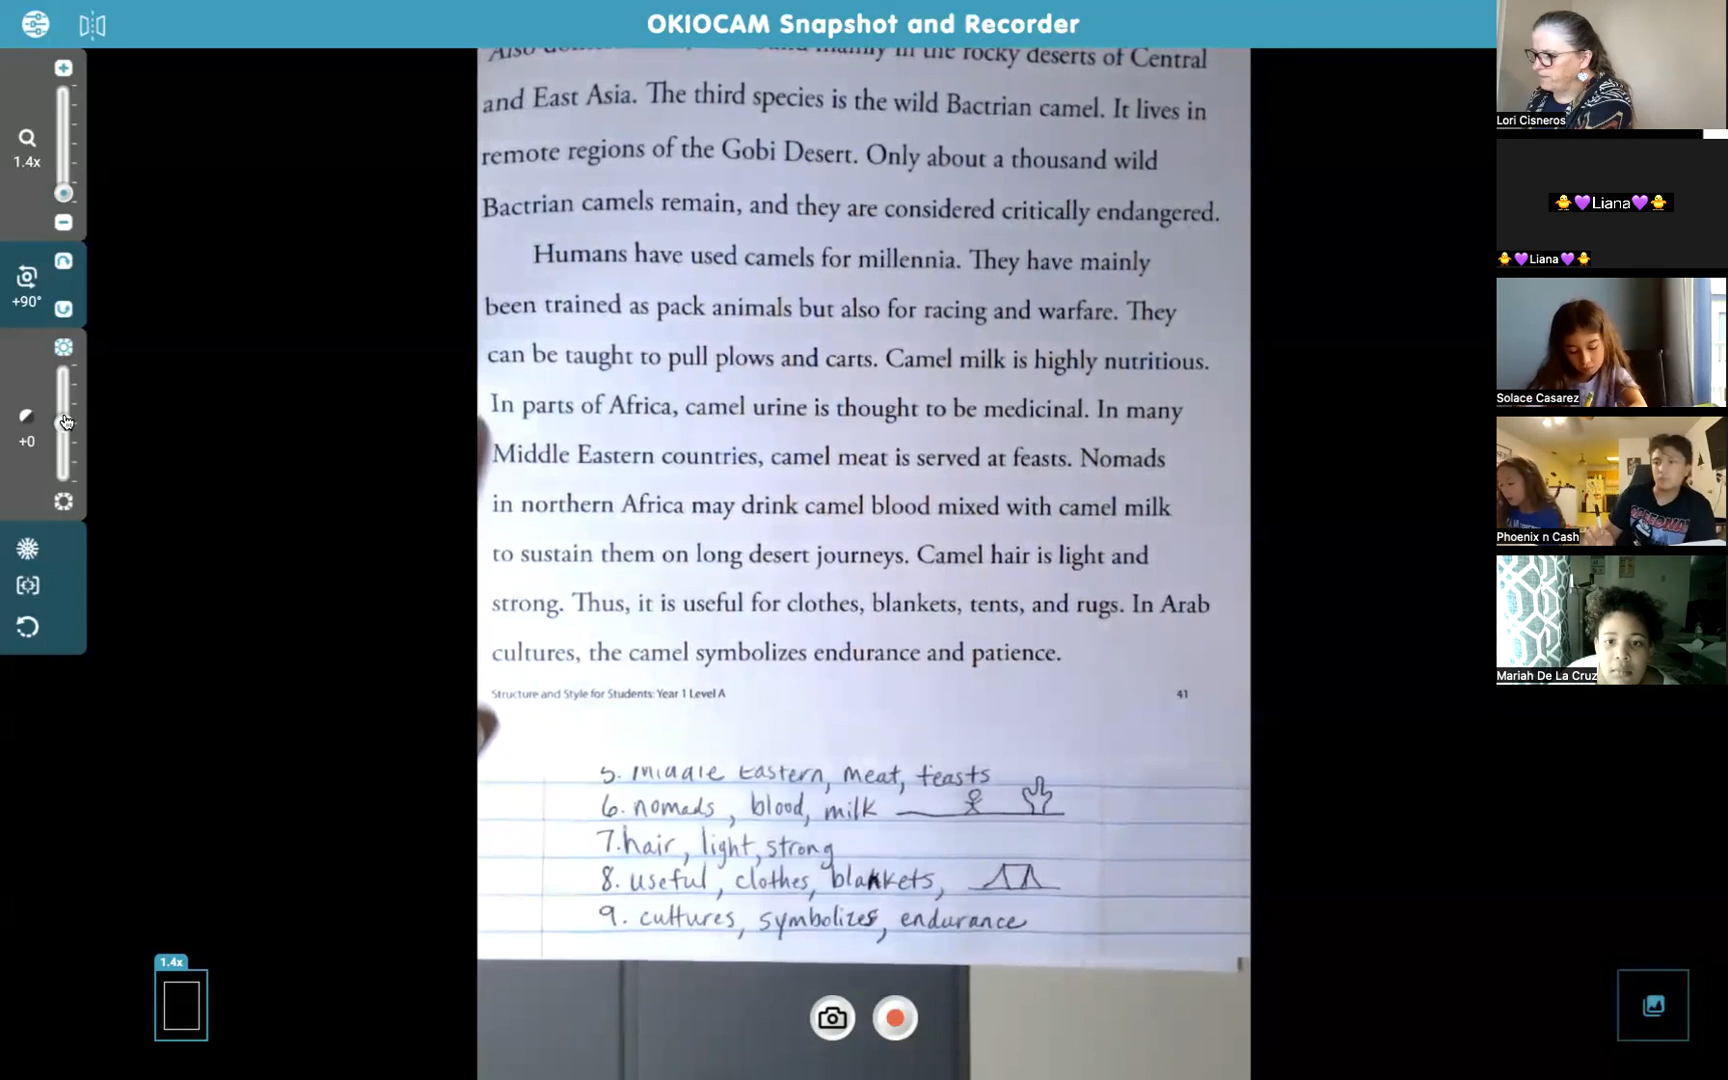 OKIOCAM Snapshot and Recorder
Also mainly in the rocky deserts of Central
and East Asia. The third species is the wild Bactrian camel. It lives in
remote regions of the Gobi Desert. Only about a thousand wild
Bactrian camels remain, and they are considered critically endangered.
Humans have used camels for millennia. They have mainly
been trained as pack animals but also for racing and warfare. They
can be taught to pull plows and carts. Camel milk is highly nutritious.
In parts of Africa, camel urine is thought to be medicinal. In many
Middle Eastern countries, camel meat is served at feasts. Nomads
in northern Africa may drink camel blood mixed with camel milk
to sustain them on long desert journeys. Camel hair is light and
strong. Thus, it is useful for clothes, blankets, tents, and rugs. In Arab
cultures, the camel symbolizes endurance and patience.
Structure and Style for Students: Year 1 Level A 41
5. Middle Eastern, meat, feasts
6. nomads, blood, milk
7. hair, light, strong
8. useful, clothes, blankets,
9. cultures, symbolizes, endurance
1.4x
+90°
+0
1.4x
Lori Cisneros
🐥💜Liana💜🐥
🐥💜Liana💜🐥
Solace Casarez
Phoenix n Cash
Mariah De La Cruz